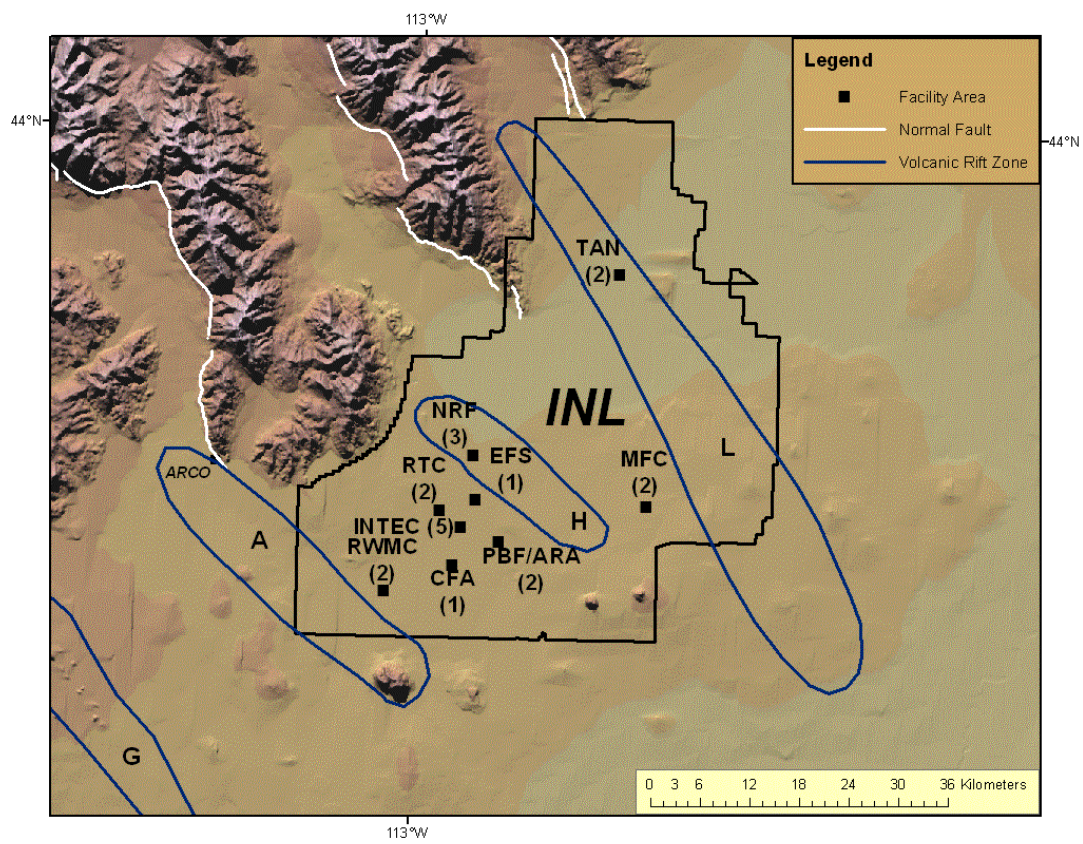 113°W
Legend
Facility Area
Normal Fault
Volcanic Rift Zone
44°N
44°N
TAN
(2)
INL
NRF
(3)
EFS
(1)
RTC
(2)
MFC
(2)
L
ARCO
A
H
INTEC
(5)
RWMC
(2)
PBF/ARA
(2)
CFA
(1)
G
0 3 6 12 18 24 30 36 Kilometers
113°W